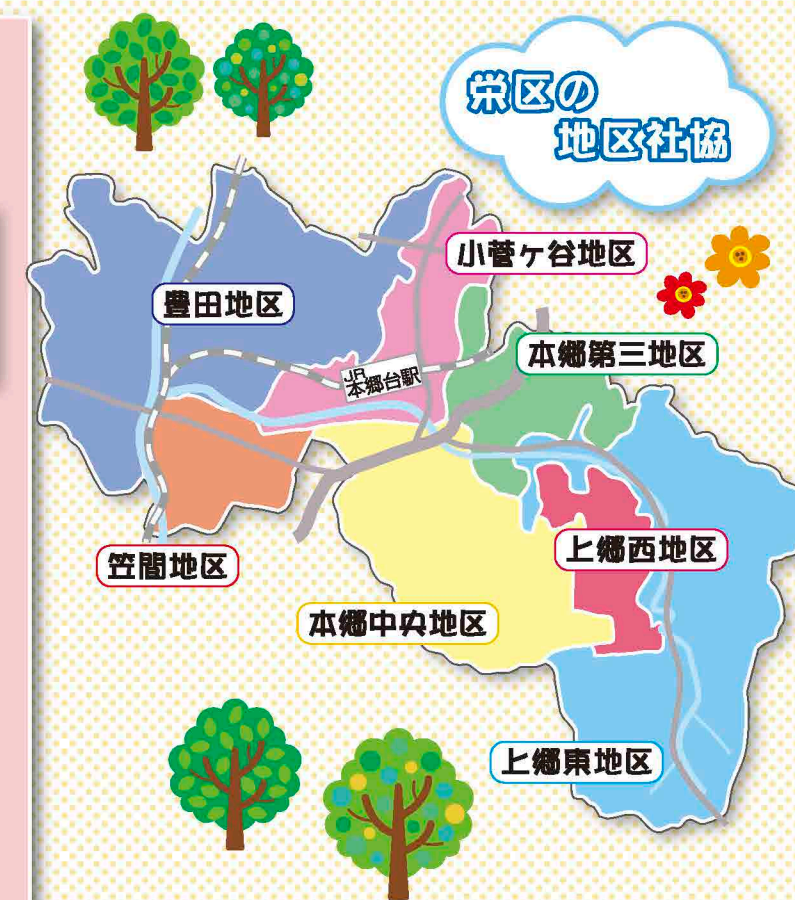 栄区の
地区社協
小菅ヶ谷地区
豊田地区
本郷第三地区
JR
本郷台駅
上郷西地区
笠間地区
本郷中央地区
上郷東地区